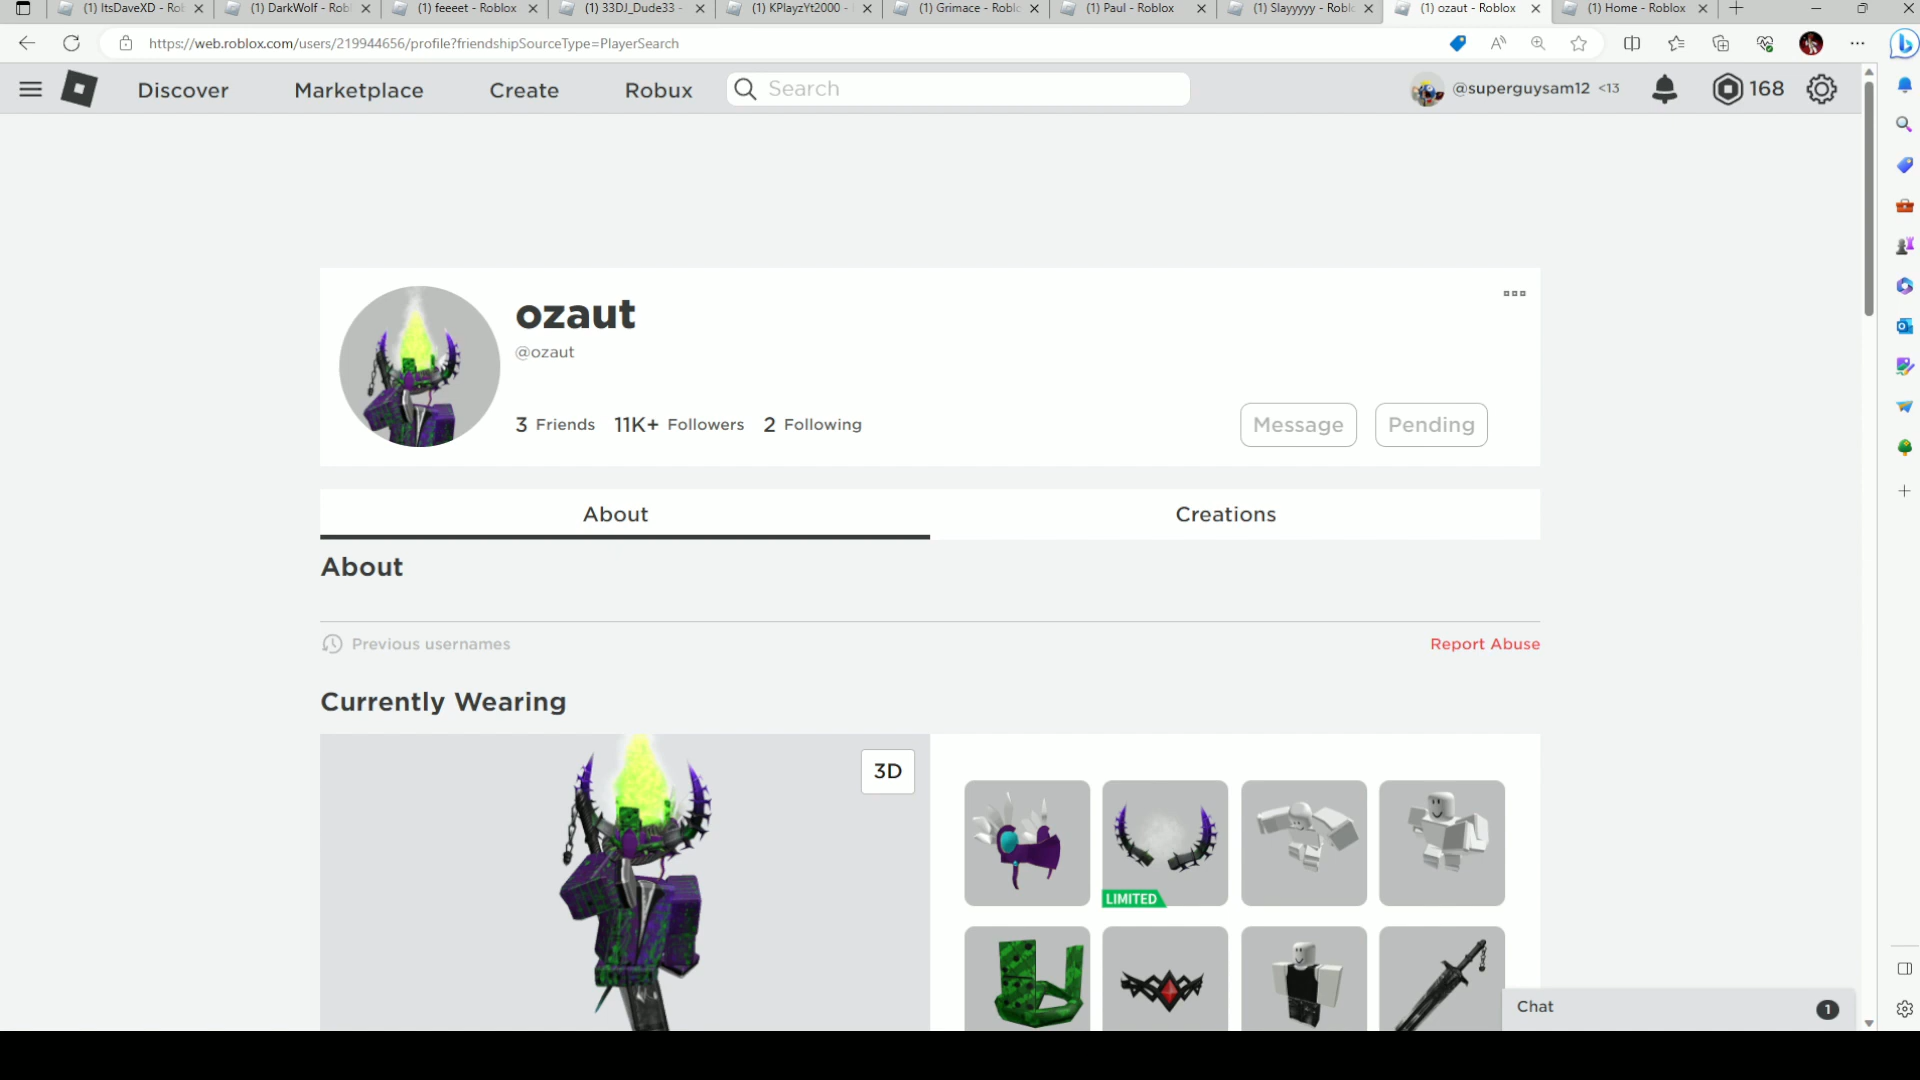 (1) ItsDaveXD - Rob
(1) DarkWolf - Robl
(1) feeeet - Roblox
(1) 33DJ_Dude33 -
(1) KPlayzYt2000 -
(1) Grimace - Roblo
(1) Paul - Roblox
(1) Slayyyyy - Roblo
(1) ozaut - Roblox
(1) Home - Roblox
https://web.roblox.com/users/219944656/profile?friendshipSourceType=PlayerSearch
Discover
Marketplace
Create
Robux
Search
@superguysam12 <13
168
ozaut
@ozaut
3 Friends 11K+ Followers 2 Following
Message
Pending
About
Creations
About
Previous usernames
Report Abuse
Currently Wearing
3D
LIMITED
Chat
1